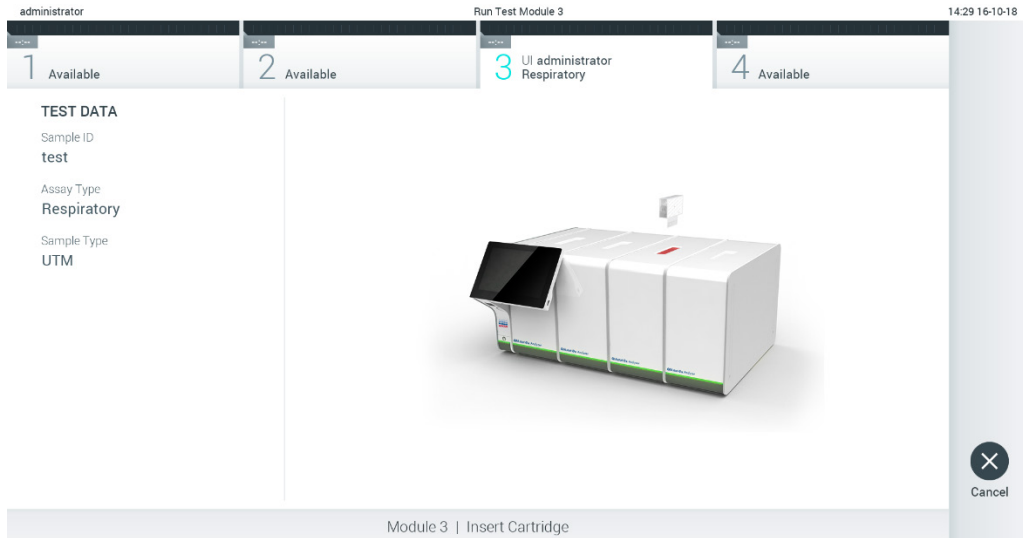 administrator
Run Test Module 3
14:29 16-10-18
--:--
1 Available
--:--
2 Available
--:--
3 UI administrator
Respiratory
--:--
4 Available
TEST DATA
Sample ID
test
Assay Type
Respiratory
Sample Type
UTM
Cancel
Module 3 | Insert Cartridge